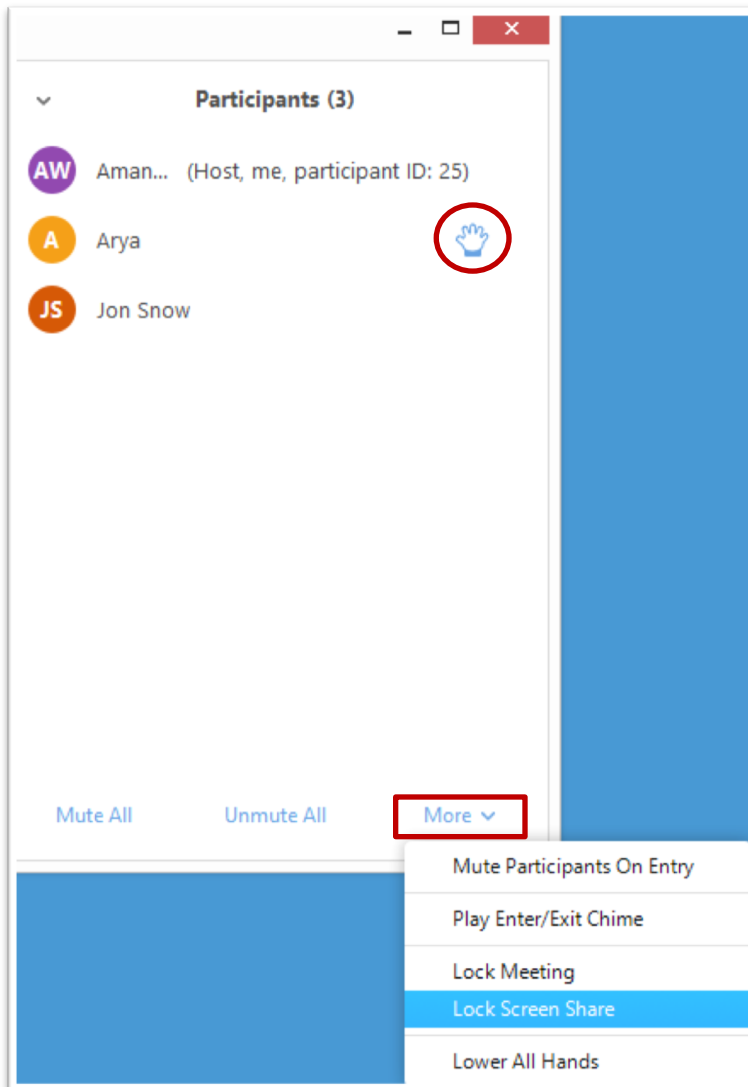 Participants (3)
AW Aman... (Host, me, participant ID: 25)
A Arya
JS Jon Snow
Mute All Unmute All More
Mute Participants On Entry
Play Enter/Exit Chime
Lock Meeting
Lock Screen Share
Lower All Hands